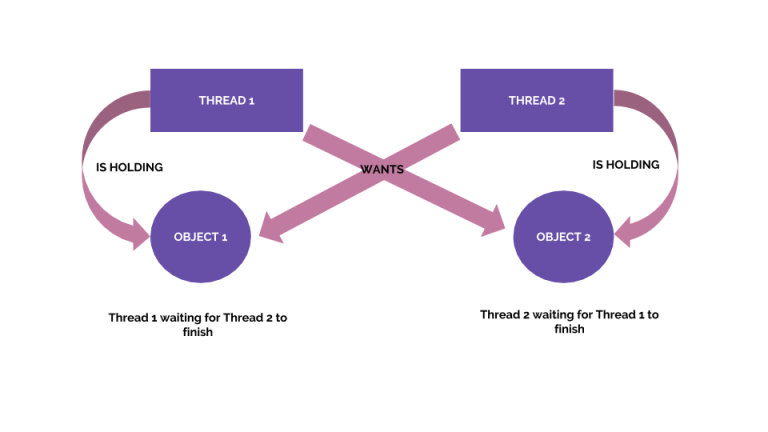 THREAD 1
THREAD 2
IS HOLDING
WANTS
IS HOLDING
OBJECT 1
OBJECT 2
Thread 1 waiting for Thread 2 to
finish
Thread 2 waiting for Thread 1 to
finish